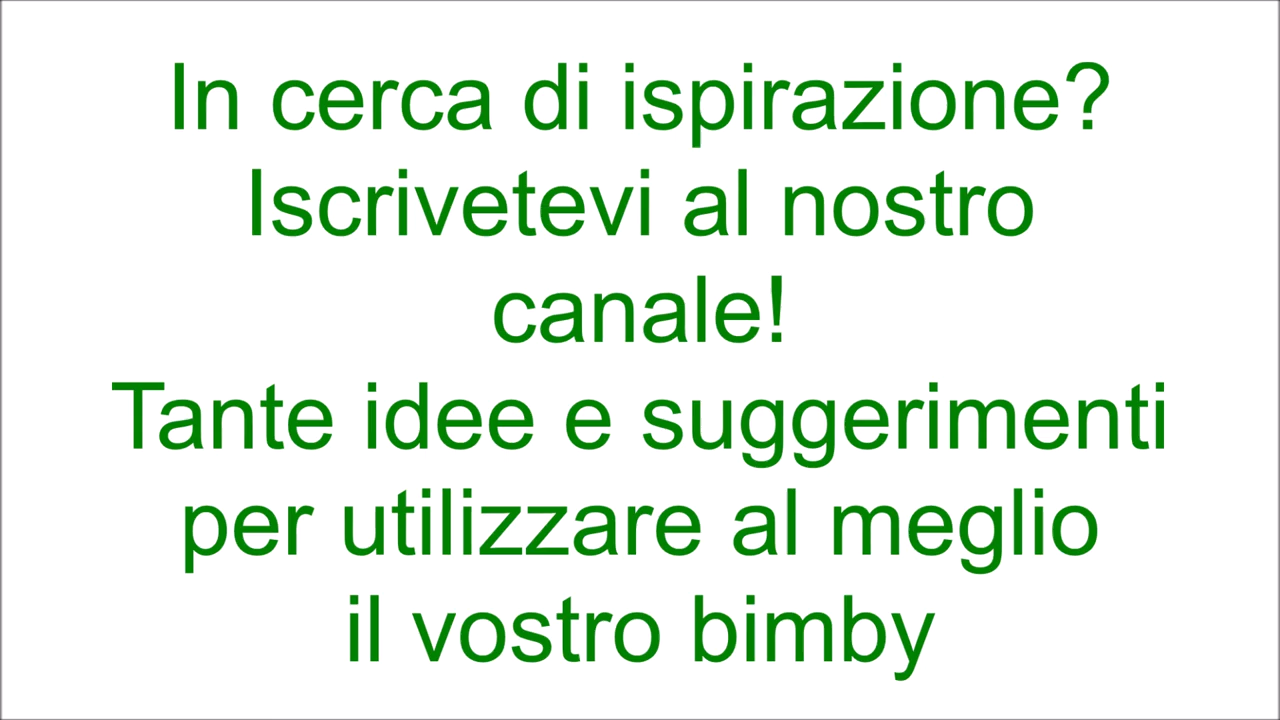 In cerca di ispirazione?
Iscrivetevi al nostro
canale!
Tante idee e suggerimenti
per utilizzare al meglio
il vostro bimby